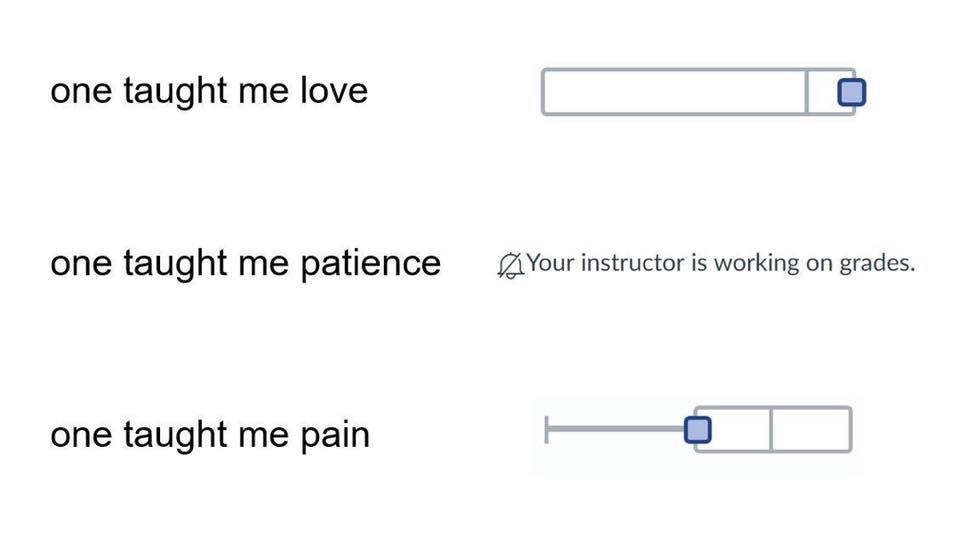 one taught me love
one taught me patience
Your instructor is working on grades.
one taught me pain